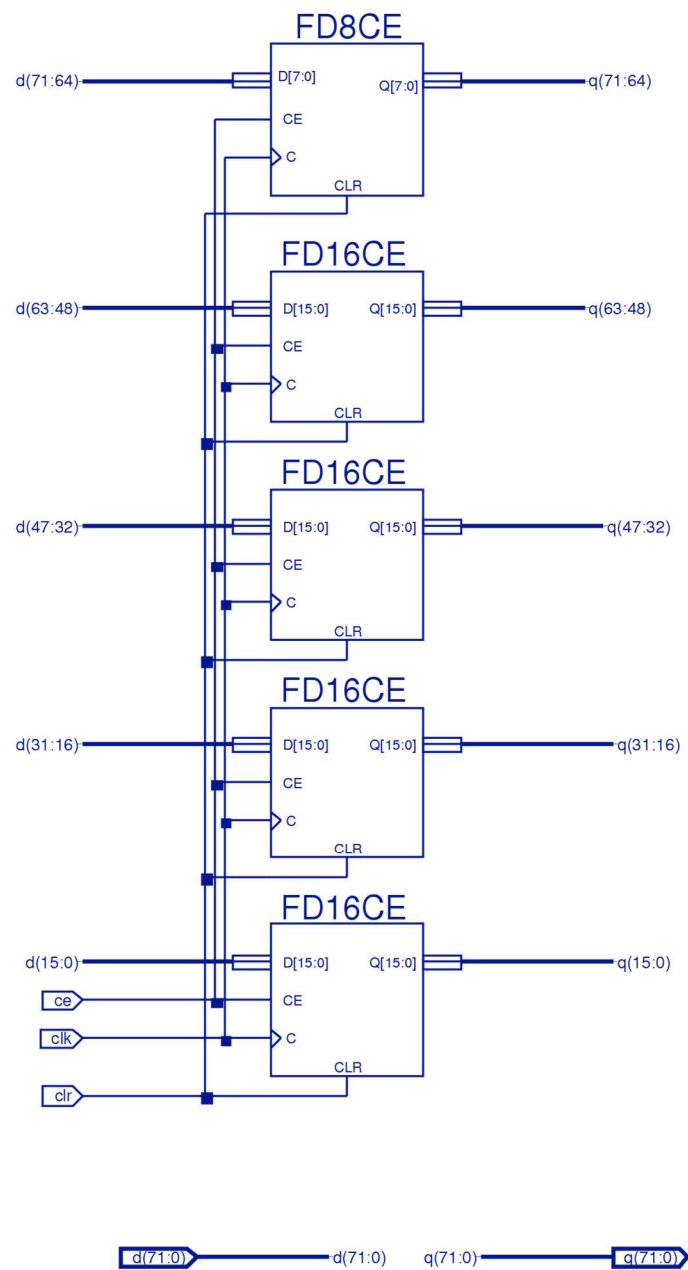 FD8CE
d(71:64) D[7:0] Q[7:0] q(71:64)
CE
C
CLR
FD16CE
d(63:48) D[15:0] Q[15:0] q(63:48)
CE
C
CLR
FD16CE
d(47:32) D[15:0] Q[15:0] q(47:32)
CE
C
CLR
FD16CE
d(31:16) D[15:0] Q[15:0] q(31:16)
CE
C
CLR
FD16CE
d(15:0) D[15:0] Q[15:0] q(15:0)
ce CE
clk C
CLR
clr
d(71:0) d(71:0) q(71:0) q(71:0)